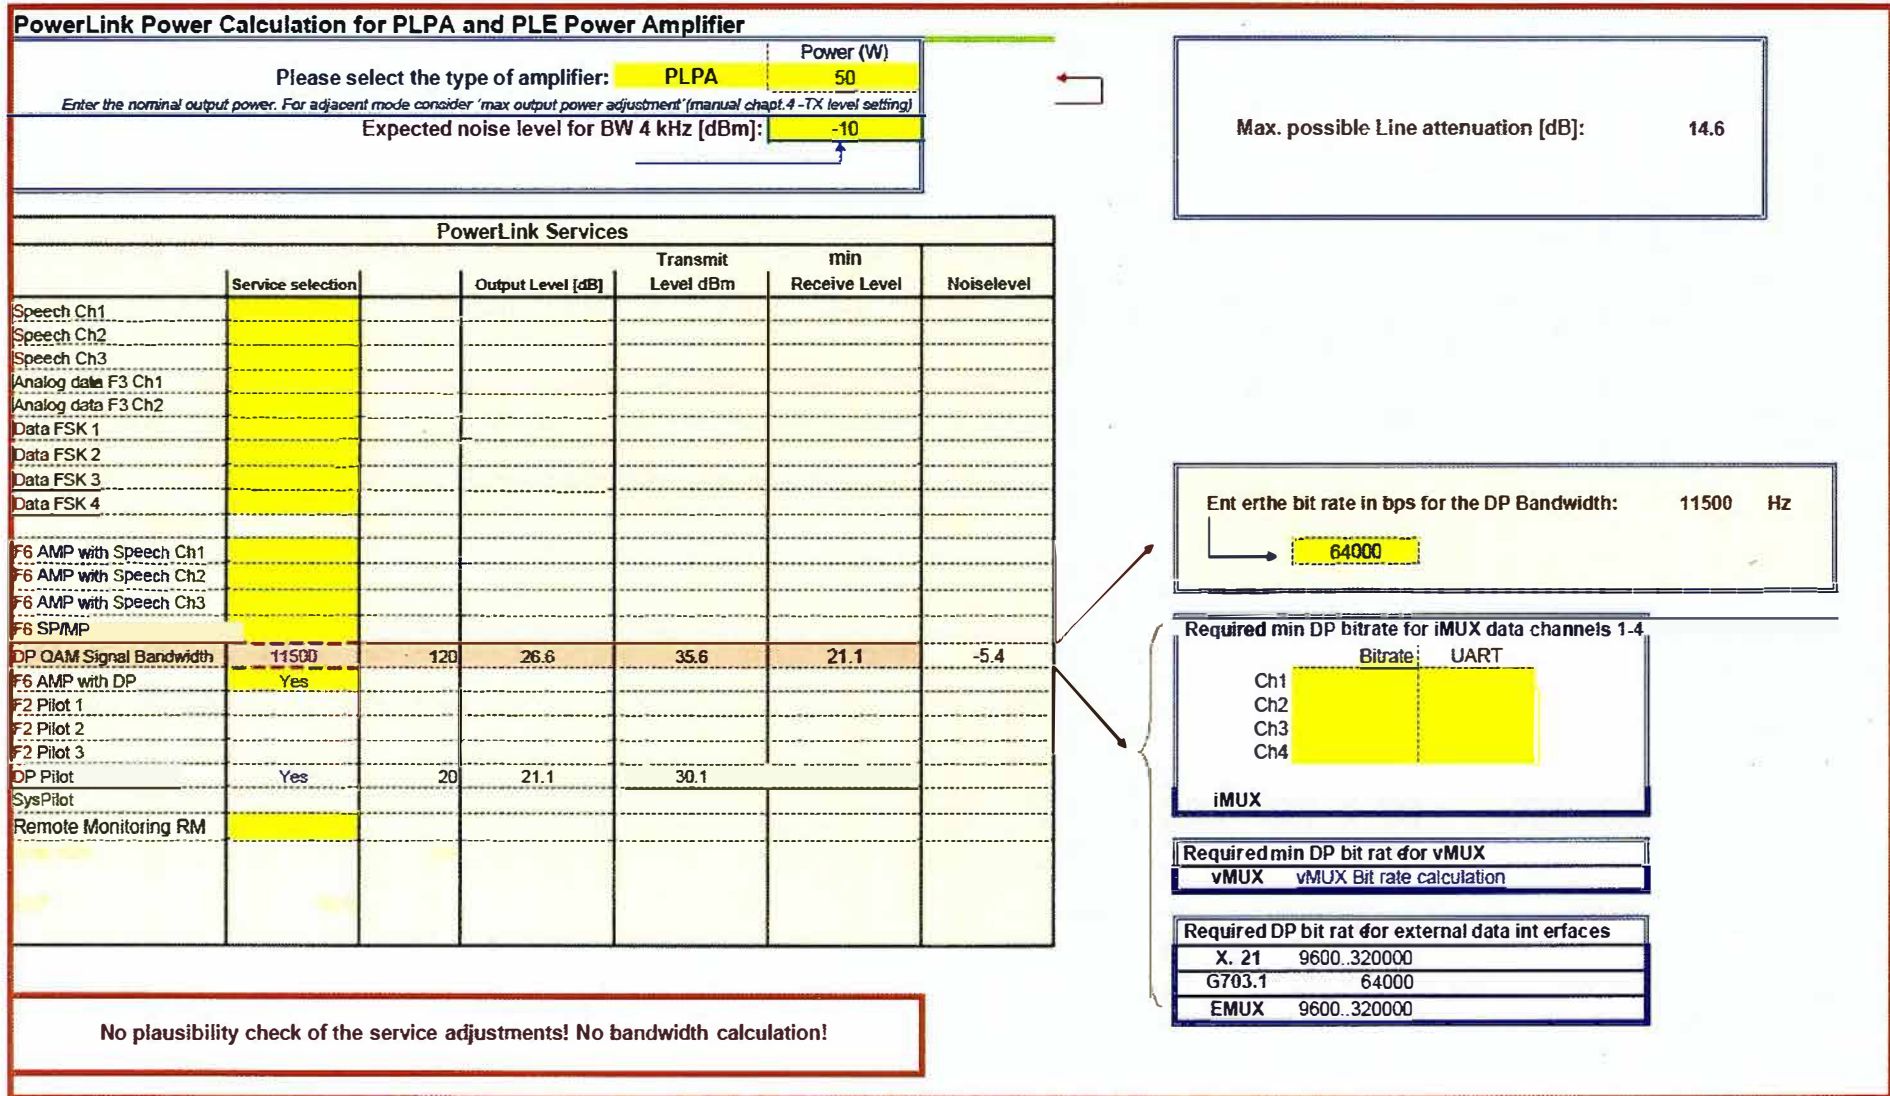 PowerLink Power Calculation for PLPA and PLE Power Amplifier
Power (W)
Please select the type of amplifier: PLPA 50
Enter the nominal output power. For adjacent mode consider 'max output power adjustment' (manual chapt.4 -TX level setting)
Expected noise level for BW 4 kHz [dBm]: -10
Max. possible Line attenuation [dB]: 14.6
PowerLink Services
Transmit min
Service selection Output Level [dB] Level dBm Receive Level Noiselevel
Speech Ch1
Speech Ch2
Speech Ch3
Analog data F3 Ch1
Analog data F3 Ch2
Data FSK 1
Data FSK 2
Data FSK 3
Data FSK 4
F6 AMP with Speech Ch1
F6 AMP with Speech Ch2
F6 AMP with Speech Ch3
F6 SP/MP
DP QAM Signal Bandwidth 11500 120 26.6 35.6 21.1 -5.4
F6 AMP with DP Yes
F2 Pilot 1
F2 Pilot 2
F2 Pilot 3
DP Pilot Yes 20 21.1 30.1
SysPilot
Remote Monitoring RM
Ent erthe bit rate in bps for the DP Bandwidth: 11500 Hz
64000
Required min DP bitrate for iMUX data channels 1-4
Bitrate UART
Ch1
Ch2
Ch3
Ch4
iMUX
Required min DP bit rat for vMUX
vMUX vMUX Bit rate calculation
Required DP bit rat for external data int erfaces
X. 21 9600..320000
G703.1 64000
EMUX 9600..320000
No plausibility check of the service adjustments! No bandwidth calculation!